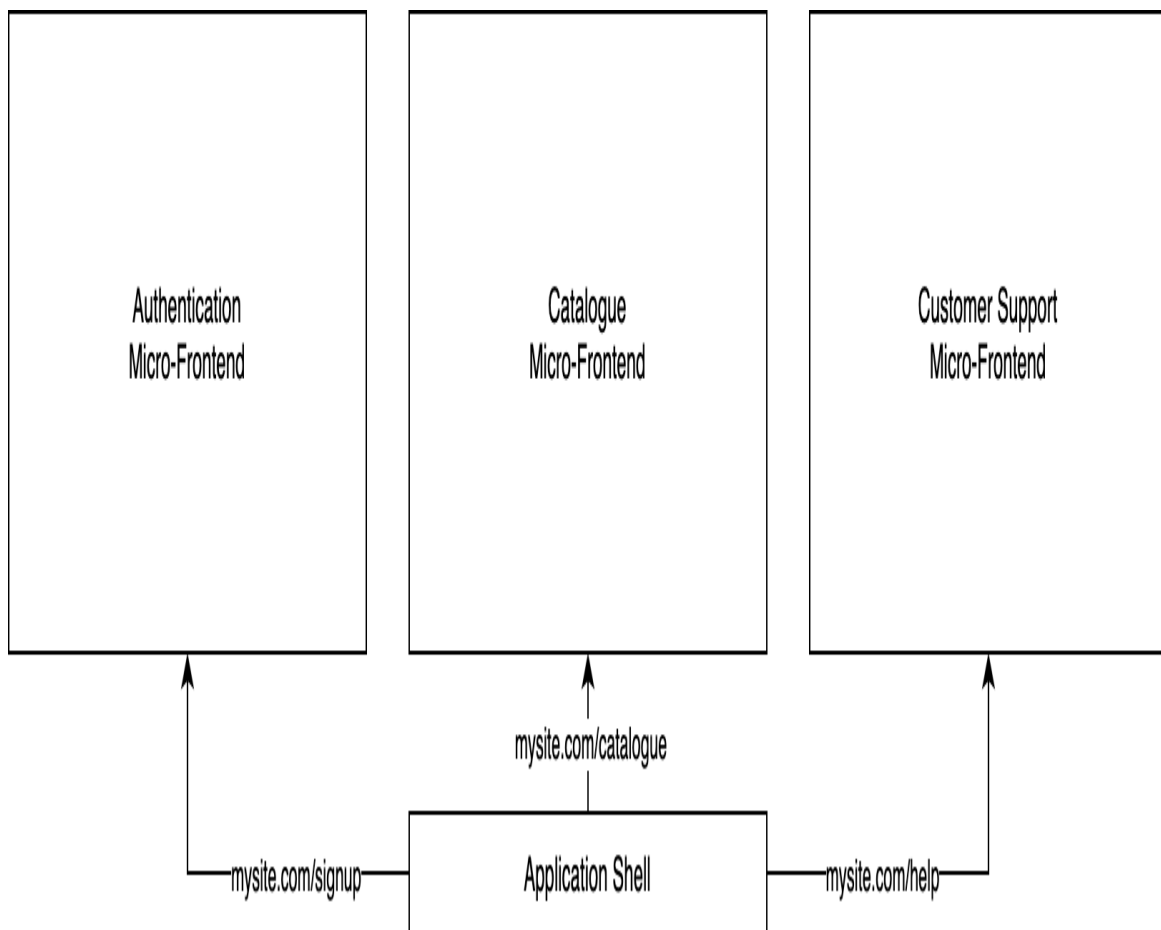 Authentication
Micro-Frontend
Catalogue
Micro-Frontend
Customer Support
Micro-Frontend
mysite.com/catalogue
mysite.com/signup
Application Shell
mysite.com/help